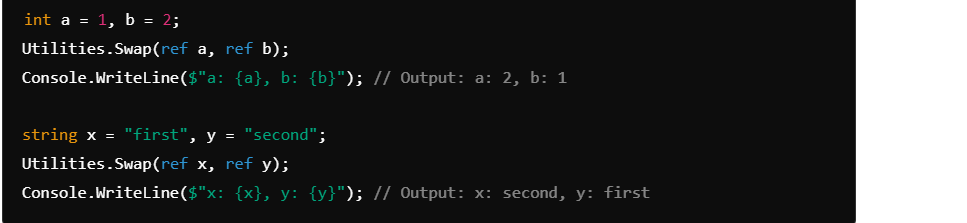 int a = 1, b = 2;
Utilities.Swap(ref a, ref b);
Console.WriteLine($"a: {a}, b: {b}"); // Output: a: 2, b: 1
string x = "first", y = "second";
Utilities.Swap(ref x, ref y);
Console.WriteLine($"x: {x}, y: {y}"); // Output: x: second, y: first